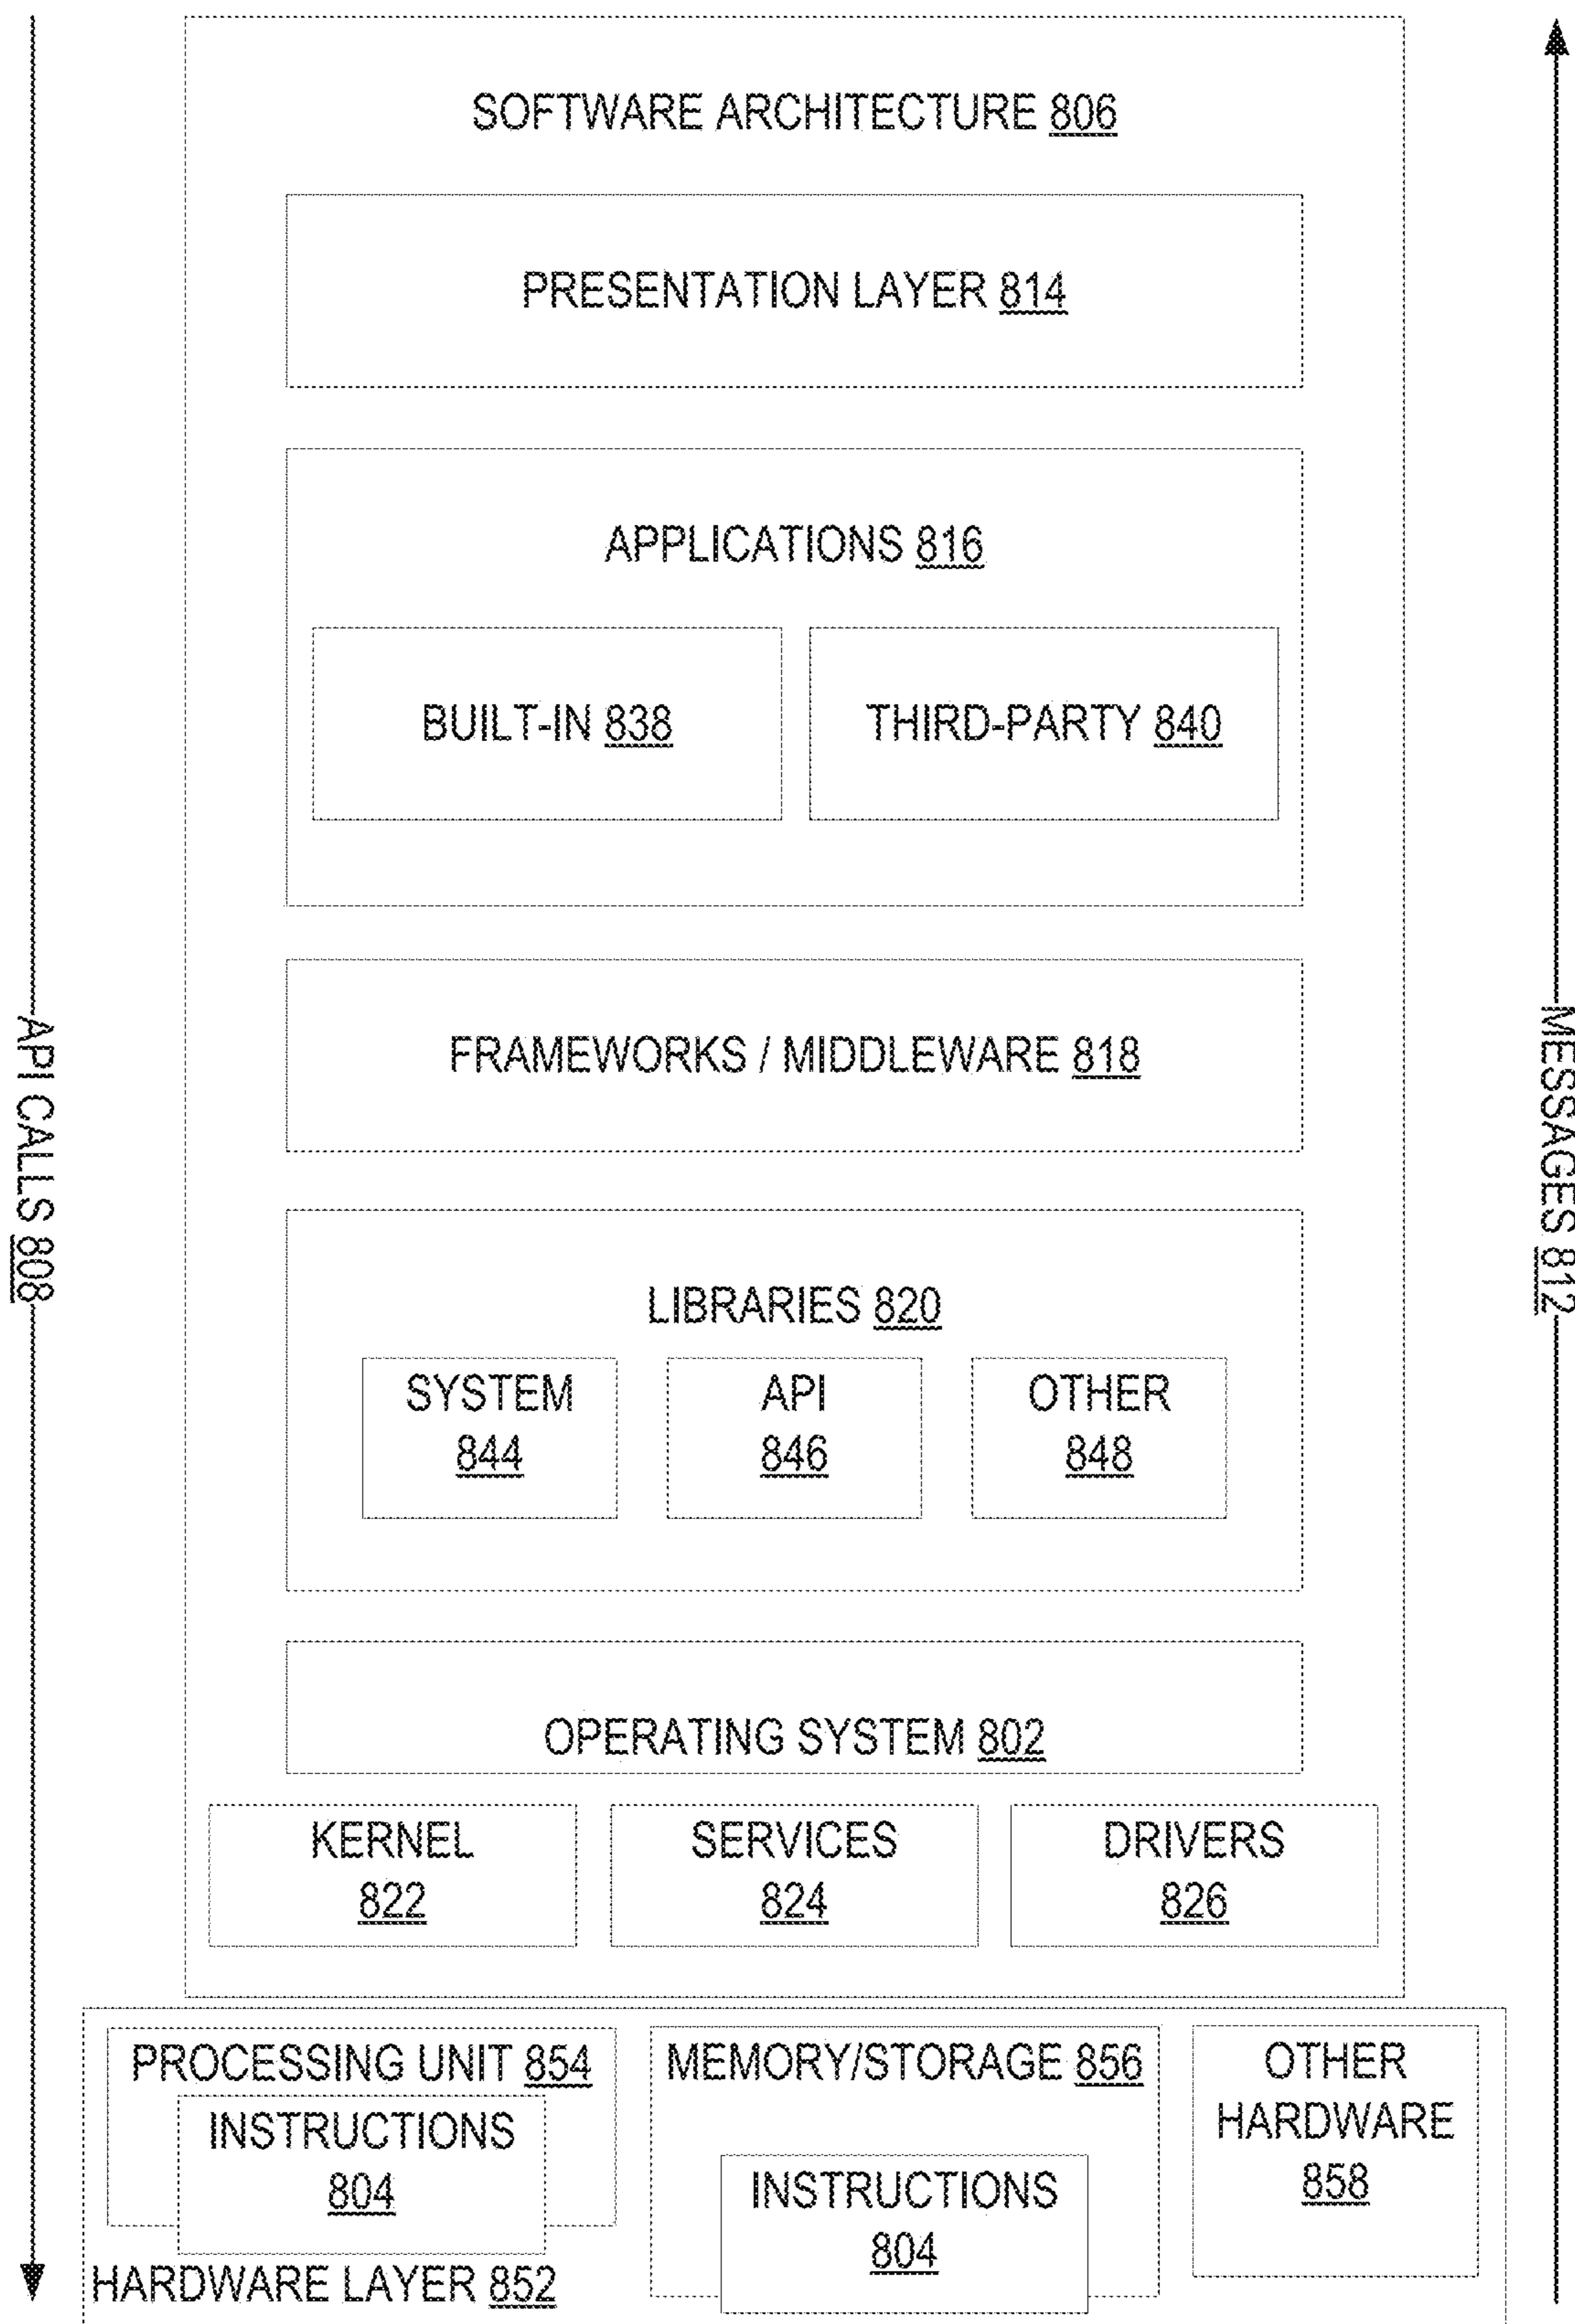 SOFTWARE ARCHITECTURE 806
PRESENTATION LAYER 814
APPLICATIONS 816
BUILT-IN 838
THIRD-PARTY 840
FRAMEWORKS / MIDDLEWARE 818
API CALLS 808
MESSAGES 812
LIBRARIES 820
SYSTEM
844
API
846
OTHER
848
OPERATING SYSTEM 802
KERNEL
822
SERVICES
824
DRIVERS
826
PROCESSING UNIT 854
INSTRUCTIONS
804
MEMORY/STORAGE 856
INSTRUCTIONS
804
OTHER
HARDWARE
858
HARDWARE LAYER 852